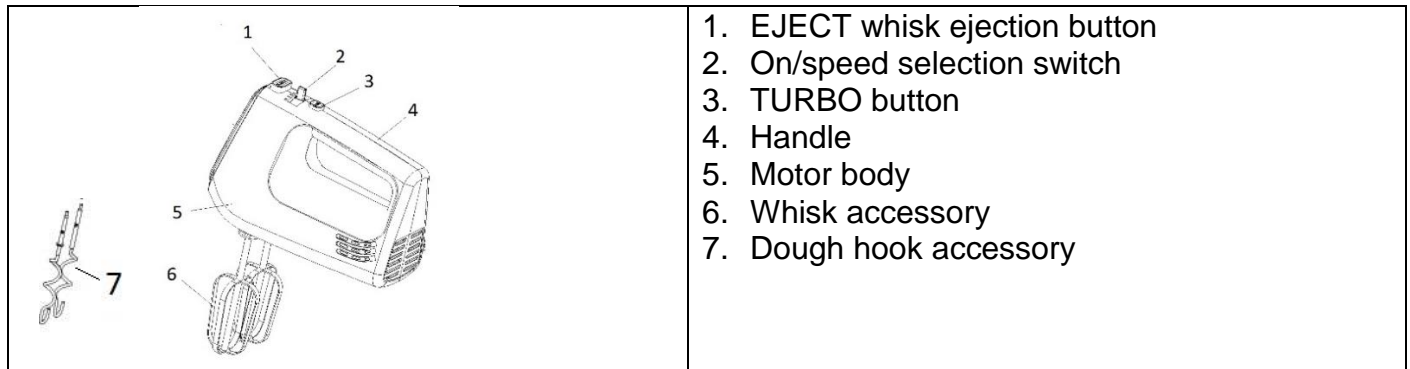 1
2
3
4
5
6
7
1. EJECT whisk ejection button
2. On/speed selection switch
3. TURBO button
4. Handle
5. Motor body
6. Whisk accessory
7. Dough hook accessory